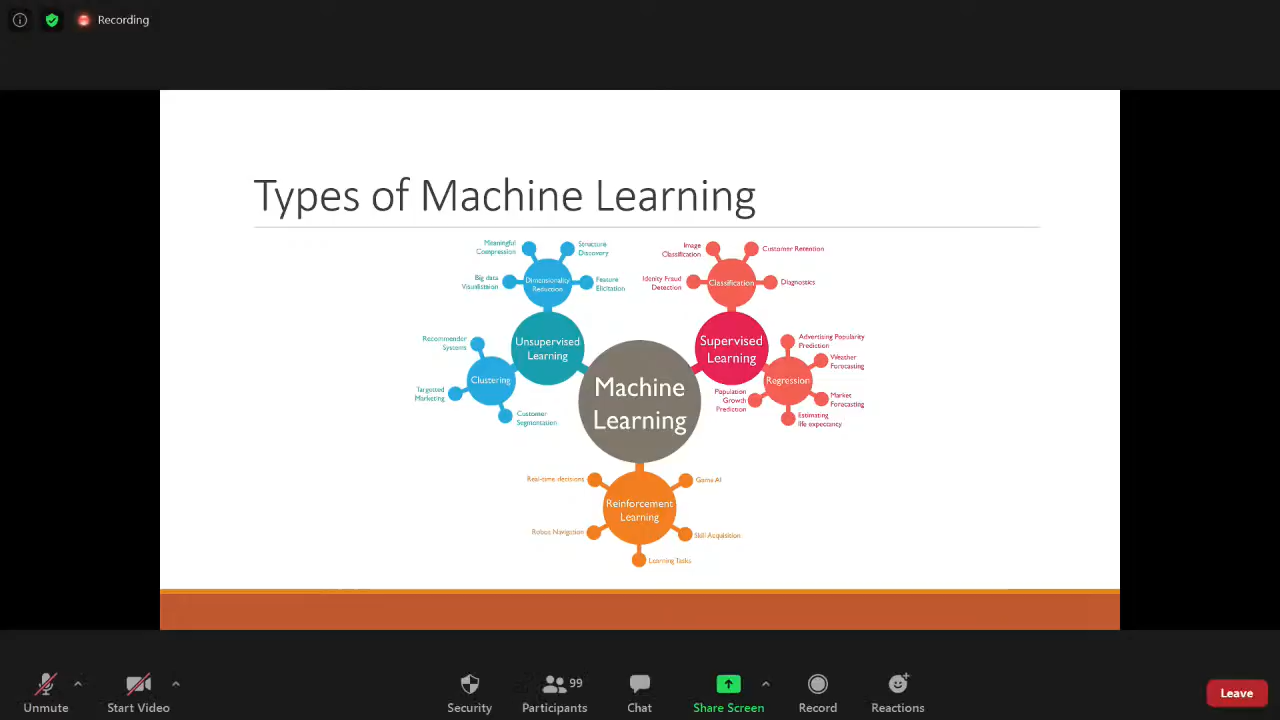 Recording
Types of Machine Learning
Meaningful
Compression
Structure
Discovery
Big data
Visualistaion
Dimensionality
Reduction
Feature
Elicitation
Recommender
Systems
Unsupervised
Learning
Clustering
Targetted
Marketing
Customer
Segmentation
Image
Classification
Customer Retention
Idenity Fraud
Detection
Classification
Diagnostics
Supervised
Learning
Advertising Popularity
Prediction
Weather
Forecasting
Regression
Population
Growth
Prediction
Market
Forecasting
Estimating
life expectancy
Machine
Learning
Real-time decisions
Game AI
Reinforcement
Learning
Robot Navigation
Skill Acquisition
Learning Tasks
Unmute
Start Video
Security
99
Participants
Chat
Share Screen
Record
Reactions
Leave